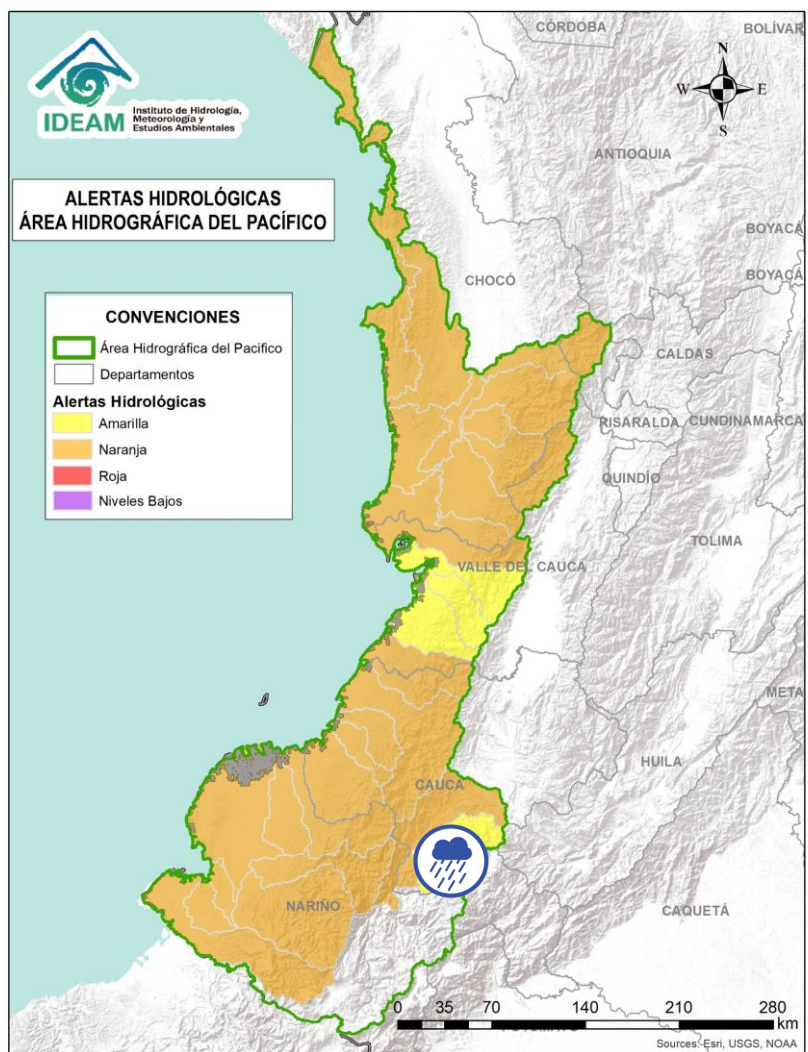 IDEAM
Instituto de Hidrología,
Meteorología y
Estudios Ambientales
ALERTAS HIDROLÓGICAS
ÁREA HIDROGRÁFICA DEL PACÍFICO
CONVENCIONES
Área Hidrográfica del Pacifico
Departamentos
Alertas Hidrológicas
Amarilla
Naranja
Roja
Niveles Bajos
N
W
E
S
CÓRDOBA
BOLÍVAR
ANTIOQUIA
BOYACÁ
BOYACÁ
CHOCÓ
CALDAS
RISARALDA
CUNDINAMARCA
QUINDÍO
TOLIMA
VALLE DEL CAUCA
META
HUILA
CAUCA
NARIÑO
CAQUETÁ
0 35 70 140 210 280
km
Sources: Esri, USGS, NOAA